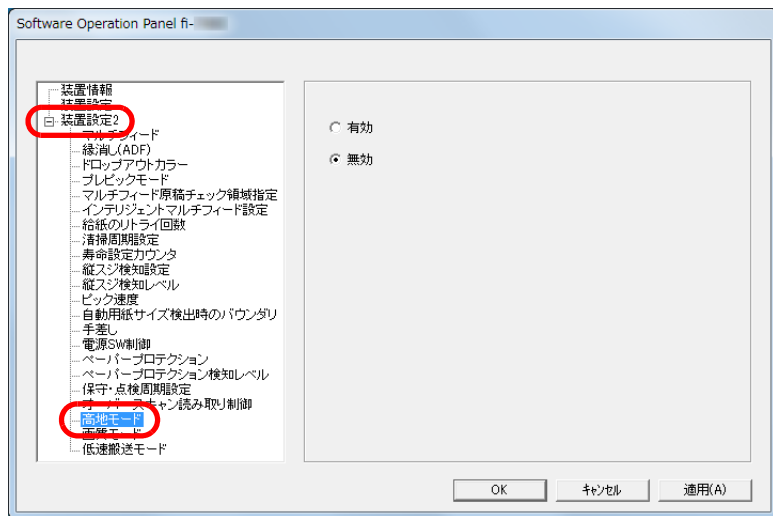 Software Operation Panel fi-
装置情報
装置設定
装置設定2
マルチフィード
縁消し(ADF)
ドロップアウトカラー
プレピックモード
マルチフィード原稿チェック領域指定
インテリジェントマルチフィード設定
給紙のリトライ回数
清掃周期設定
寿命設定カウンタ
縦スジ検知設定
縦スジ検知レベル
ピック速度
自動用紙サイズ検出時のバウンダリ
手差し
電源SW制御
ペーパープロテクション
ペーパープロテクション検知レベル
保守・点検周期設定
オーバースキャン読み取り制御
高地モード
画質モード
低速搬送モード
有効
無効
OK
キャンセル
適用(A)